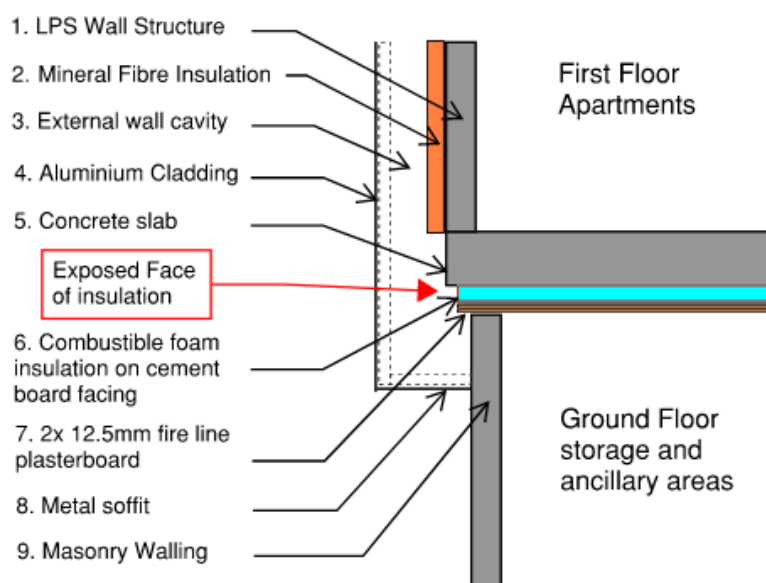 1. LPS Wall Structure
2. Mineral Fibre Insulation
3. External wall cavity
4. Aluminium Cladding
5. Concrete slab
Exposed Face
of insulation
6. Combustible foam
insulation on cement
board facing
7. 2x 12.5mm fire line
plasterboard
8. Metal soffit
9. Masonry Walling
First Floor
Apartments
Ground Floor
storage and
ancillary areas